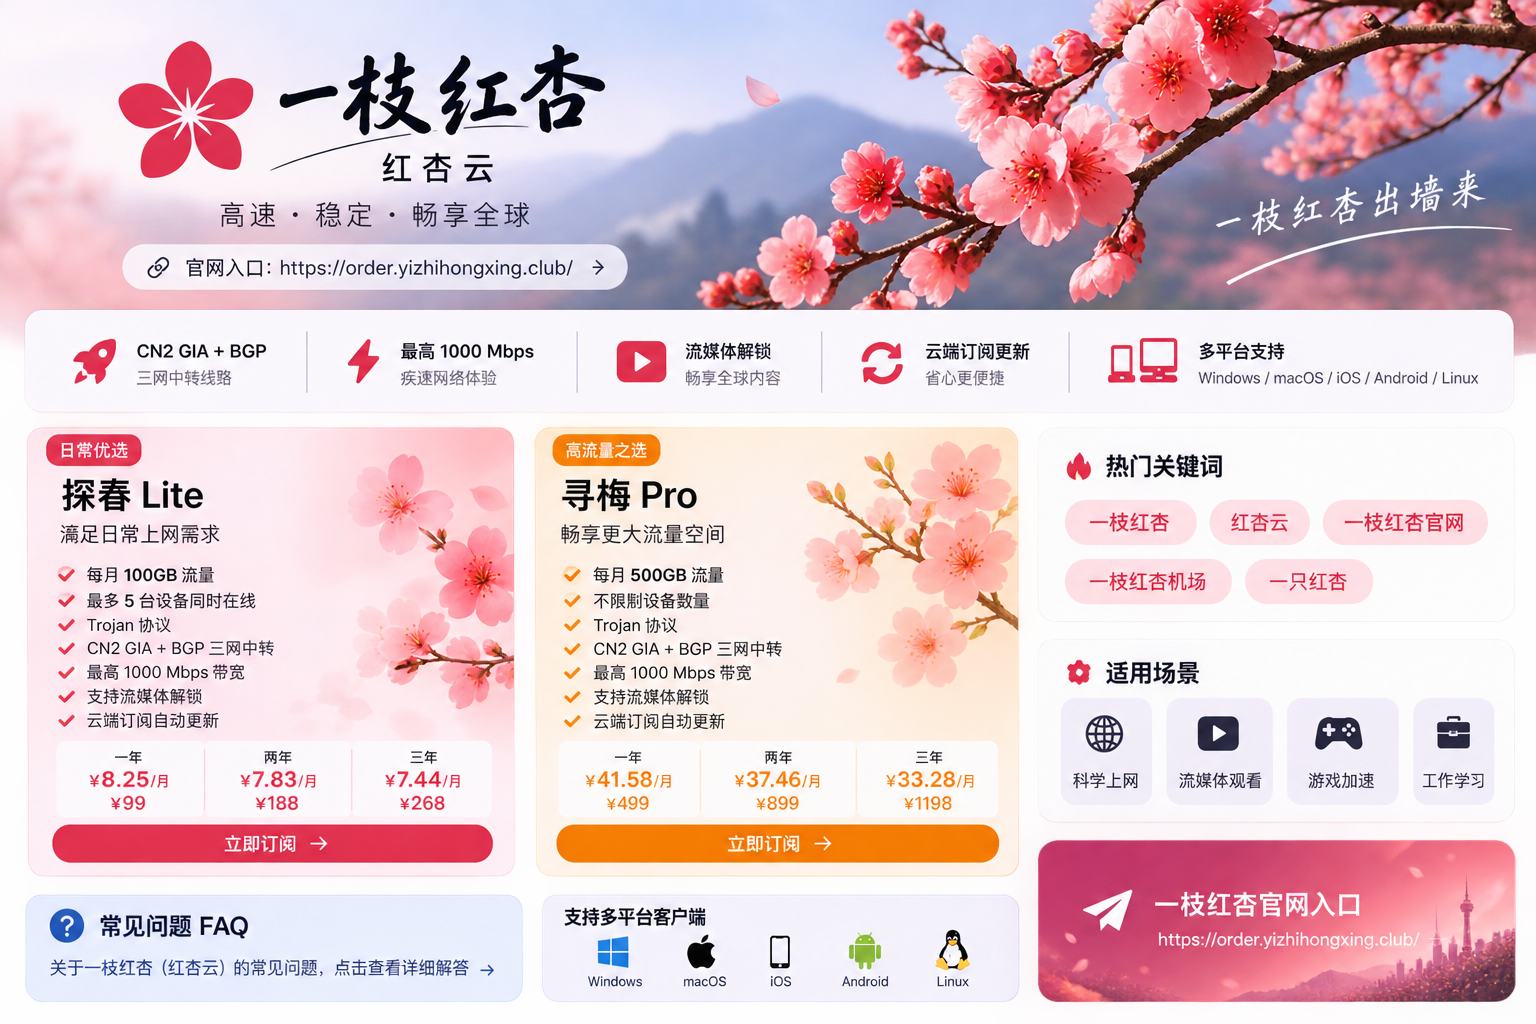 一枝红杏
红杏云
高速 · 稳定 · 畅享全球
官网入口：https://order.yizhihongxing.club/ →
一枝红杏出墙来
CN2 GIA + BGP
三网中转线路
最高 1000 Mbps
疾速网络体验
流媒体解锁
畅享全球内容
云端订阅更新
省心更便捷
多平台支持
Windows / macOS / iOS / Android / Linux
日常优选
探春 Lite
满足日常上网需求
每月 100GB 流量
最多 5 台设备同时在线
Trojan 协议
CN2 GIA + BGP 三网中转
最高 1000 Mbps 带宽
支持流媒体解锁
云端订阅自动更新
一年 两年 三年
¥8.25/月 ¥7.83/月 ¥7.44/月
¥99 ¥188 ¥268
立即订阅 →
高流量之选
寻梅 Pro
畅享更大流量空间
每月 500GB 流量
不限制设备数量
Trojan 协议
CN2 GIA + BGP 三网中转
最高 1000 Mbps 带宽
支持流媒体解锁
云端订阅自动更新
一年 两年 三年
¥41.58/月 ¥37.46/月 ¥33.28/月
¥499 ¥899 ¥1198
立即订阅 →
热门关键词
一枝红杏 红杏云 一枝红杏官网
一枝红杏机场 一只红杏
适用场景
科学上网 流媒体观看 游戏加速 工作学习
常见问题 FAQ
关于一枝红杏（红杏云）的常见问题，点击查看详细解答 →
支持多平台客户端
Windows macOS iOS Android Linux
一枝红杏官网入口
https://order.yizhihongxing.club/